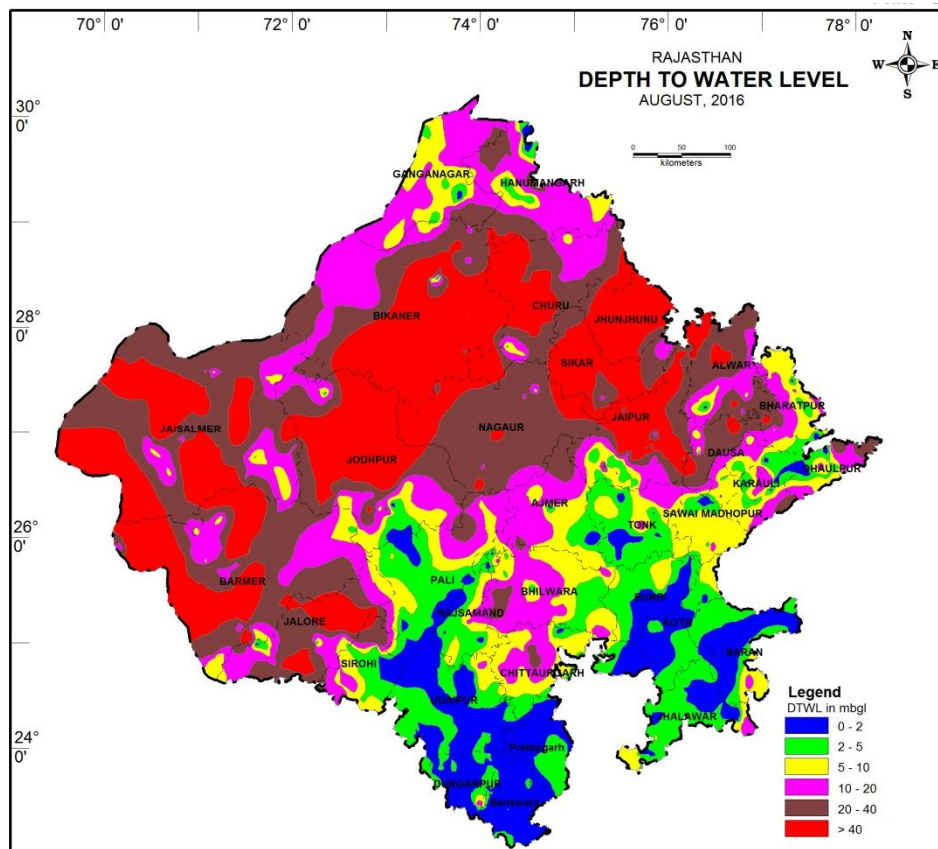 70° 0'
72° 0'
74° 0'
76° 0'
78° 0'
N
W E
S
RAJASTHAN
DEPTH TO WATER LEVEL
AUGUST, 2016
0 50 100
kilometers
30°
0'
GANGANAGAR
HANUMANGARH
28°
0'
BIKANER
CHURU
JHUNJHUNU
SIKAR
ALWAR
JAISALMER
NAGAUR
JAIPUR
BHARATPUR
JODHPUR
DAUSA
DHAULPUR
KARAULI
26°
0'
AJMER
TONK
SAWAI MADHOPUR
BARMER
PALI
BHILWARA
BUNDI
RAJSAMAND
KOTA
JALORE
BARAN
SIROHI
CHITTAURGARH
UDAIPUR
JHALAWAR
24°
0'
Pratapgarh
DUNGARPUR
Banswara
Legend
DTWL in mbgl
0 - 2
2 - 5
5 - 10
10 - 20
20 - 40
> 40